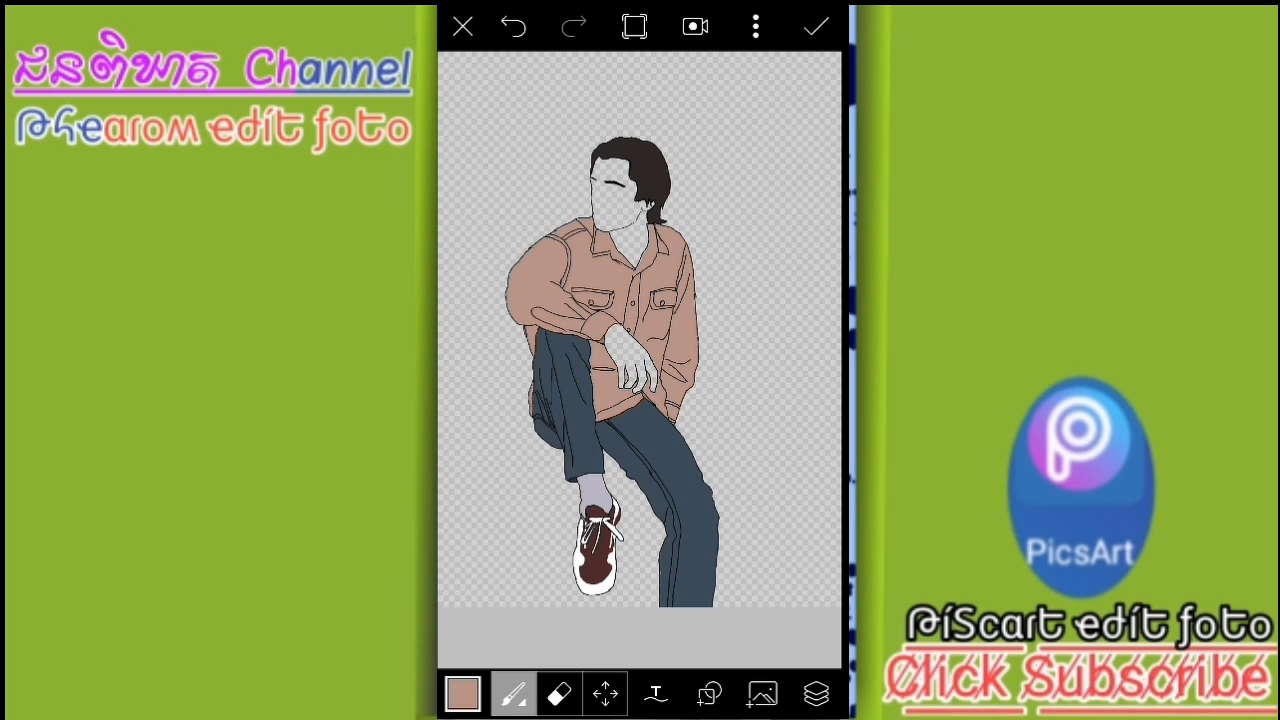 ជនពិឃាត Channel
Phearom edit foto
PicsArt
PiScart edit foto
Click Subscribe